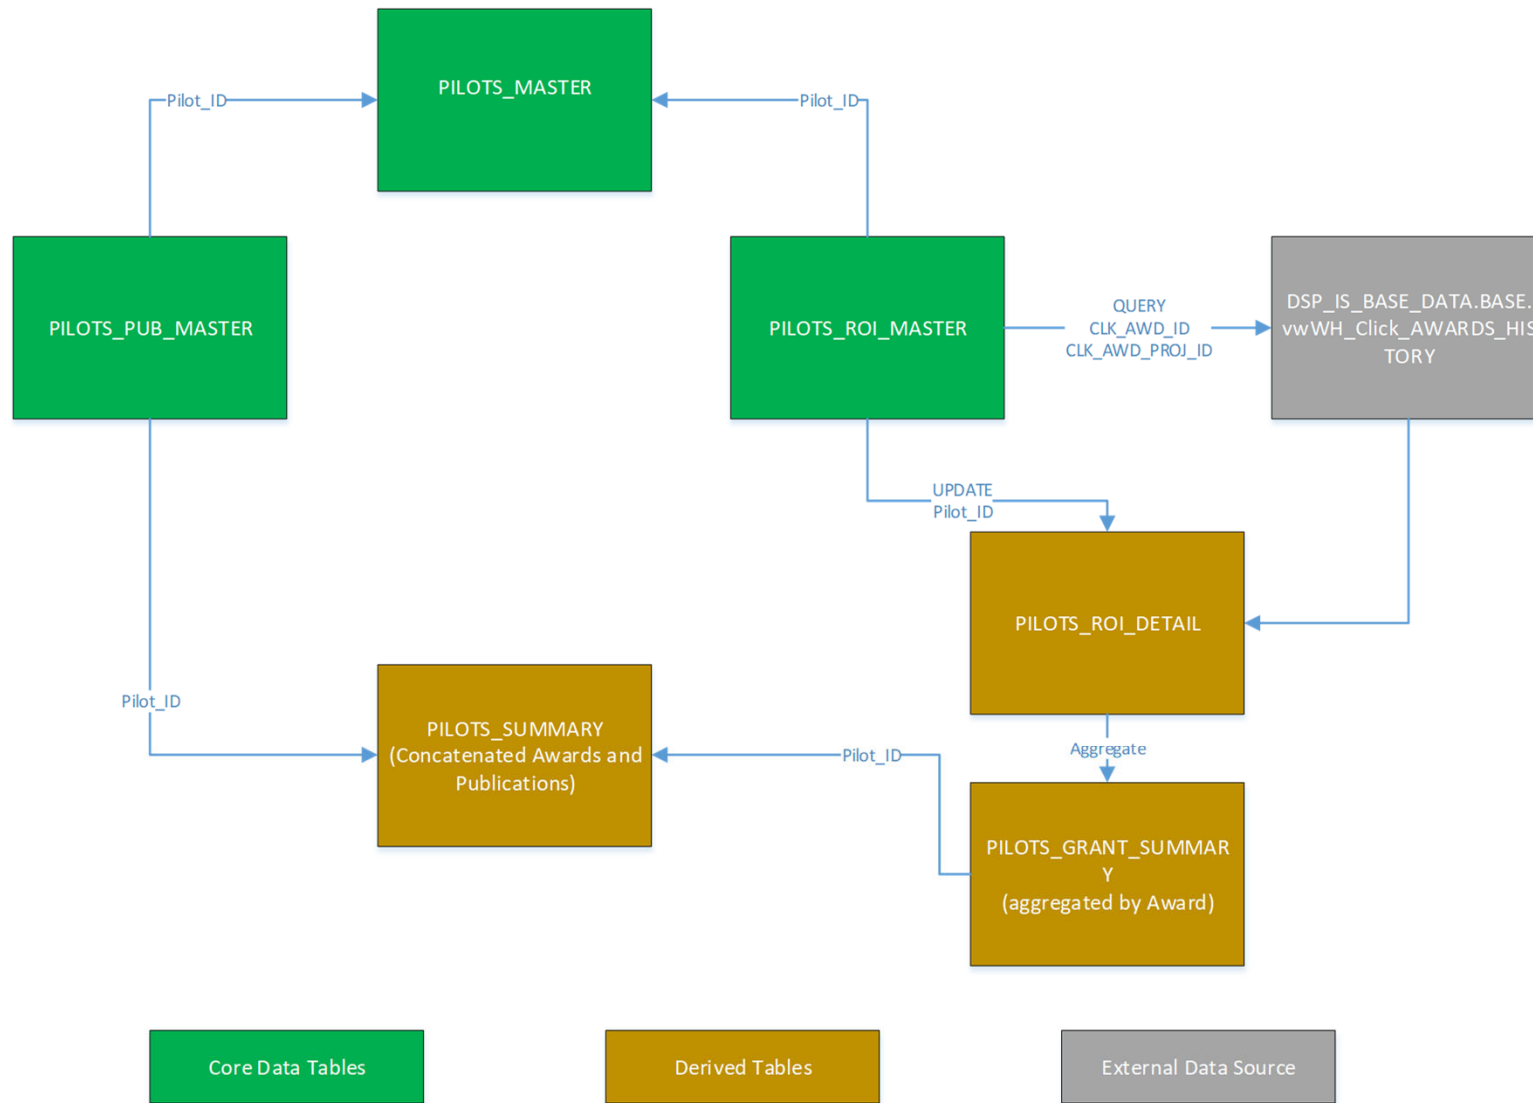 PILOTS_MASTER
Pilot_ID
Pilot_ID
PILOTS_PUB_MASTER
PILOTS_ROI_MASTER
QUERY
CLK_AWD_ID
CLK_AWD_PROJ_ID
DSP_IS_BASE_DATA.BASE.
vwWH_Click_AWARDS_HIS
TORY
UPDATE
Pilot_ID
PILOTS_ROI_DETAIL
Pilot_ID
PILOTS_SUMMARY
(Concatenated Awards and
Publications)
Pilot_ID
Aggregate
PILOTS_GRANT_SUMMAR
Y
(aggregated by Award)
Core Data Tables
Derived Tables
External Data Source